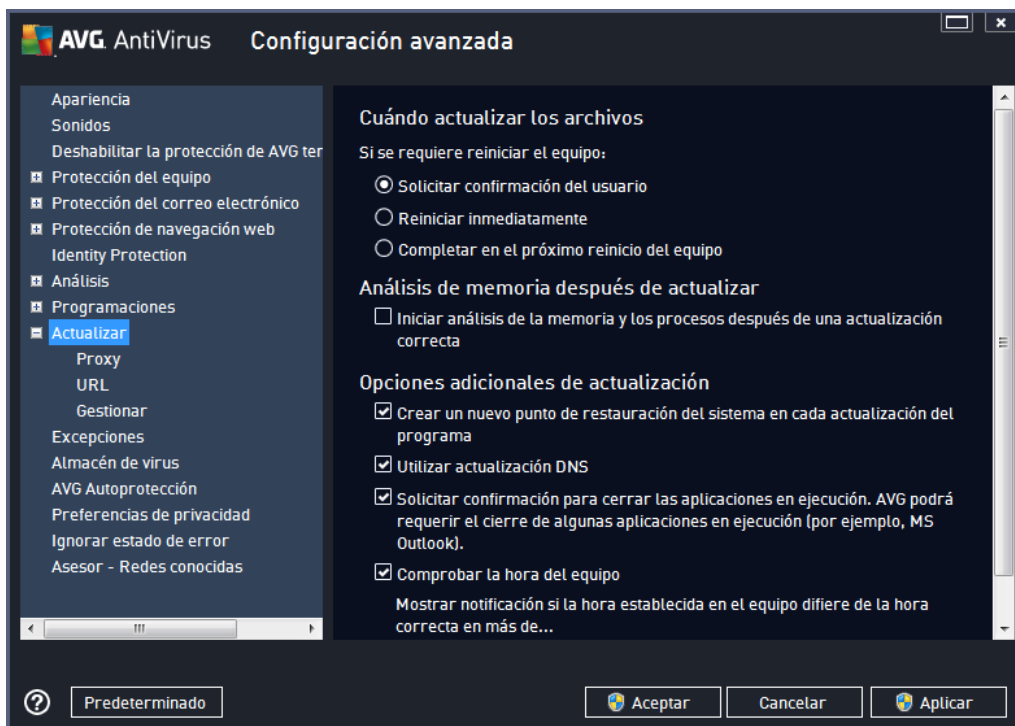 AVG. AntiVirus Configuración avanzada
Apariencia
Sonidos
Deshabilitar la protección de AVG ter
Protección del equipo
Protección del correo electrónico
Protección de navegación web
Identity Protection
Análisis
Programaciones
Actualizar
Proxy
URL
Gestionar
Excepciones
Almacén de virus
AVG Autoprotección
Preferencias de privacidad
Ignorar estado de error
Asesor - Redes conocidas
Cuándo actualizar los archivos
Si se requiere reiniciar el equipo:
Solicitar confirmación del usuario
Reiniciar inmediatamente
Completar en el próximo reinicio del equipo
Análisis de memoria después de actualizar
Iniciar análisis de la memoria y los procesos después de una actualización
correcta
Opciones adicionales de actualización
Crear un nuevo punto de restauración del sistema en cada actualización del
programa
Utilizar actualización DNS
Solicitar confirmación para cerrar las aplicaciones en ejecución. AVG podrá
requerir el cierre de algunas aplicaciones en ejecución (por ejemplo, MS
Outlook).
Comprobar la hora del equipo
Mostrar notificación si la hora establecida en el equipo difiere de la hora
correcta en más de...
? Predeterminado Aceptar Cancelar Aplicar